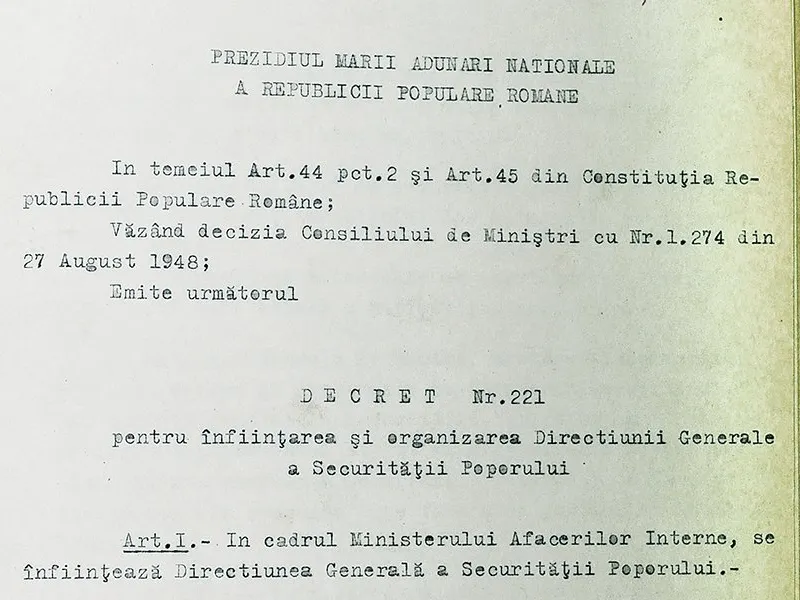 PREZIDIUL MARII ADUNARI NATIONALE
A REPUBLICII POPULARE ROMANE
In temeiul Art.44 pct.2 şi Art.45 din Constituţia Re-
publicii Populare Române;
Văzând decizia Consiliului de Miniştri cu Nr.1.274 din
27 August 1948;
Emite următorul
D E C R E T Nr.221
pentru înfiinţarea şi organizarea Directiunii Generale
a Securităţii Poporului
Art.I.- In cadrul Ministerului Afacerilor Interne, se
înfiinţează Directiunea Generală a Securităţii Poporului.-